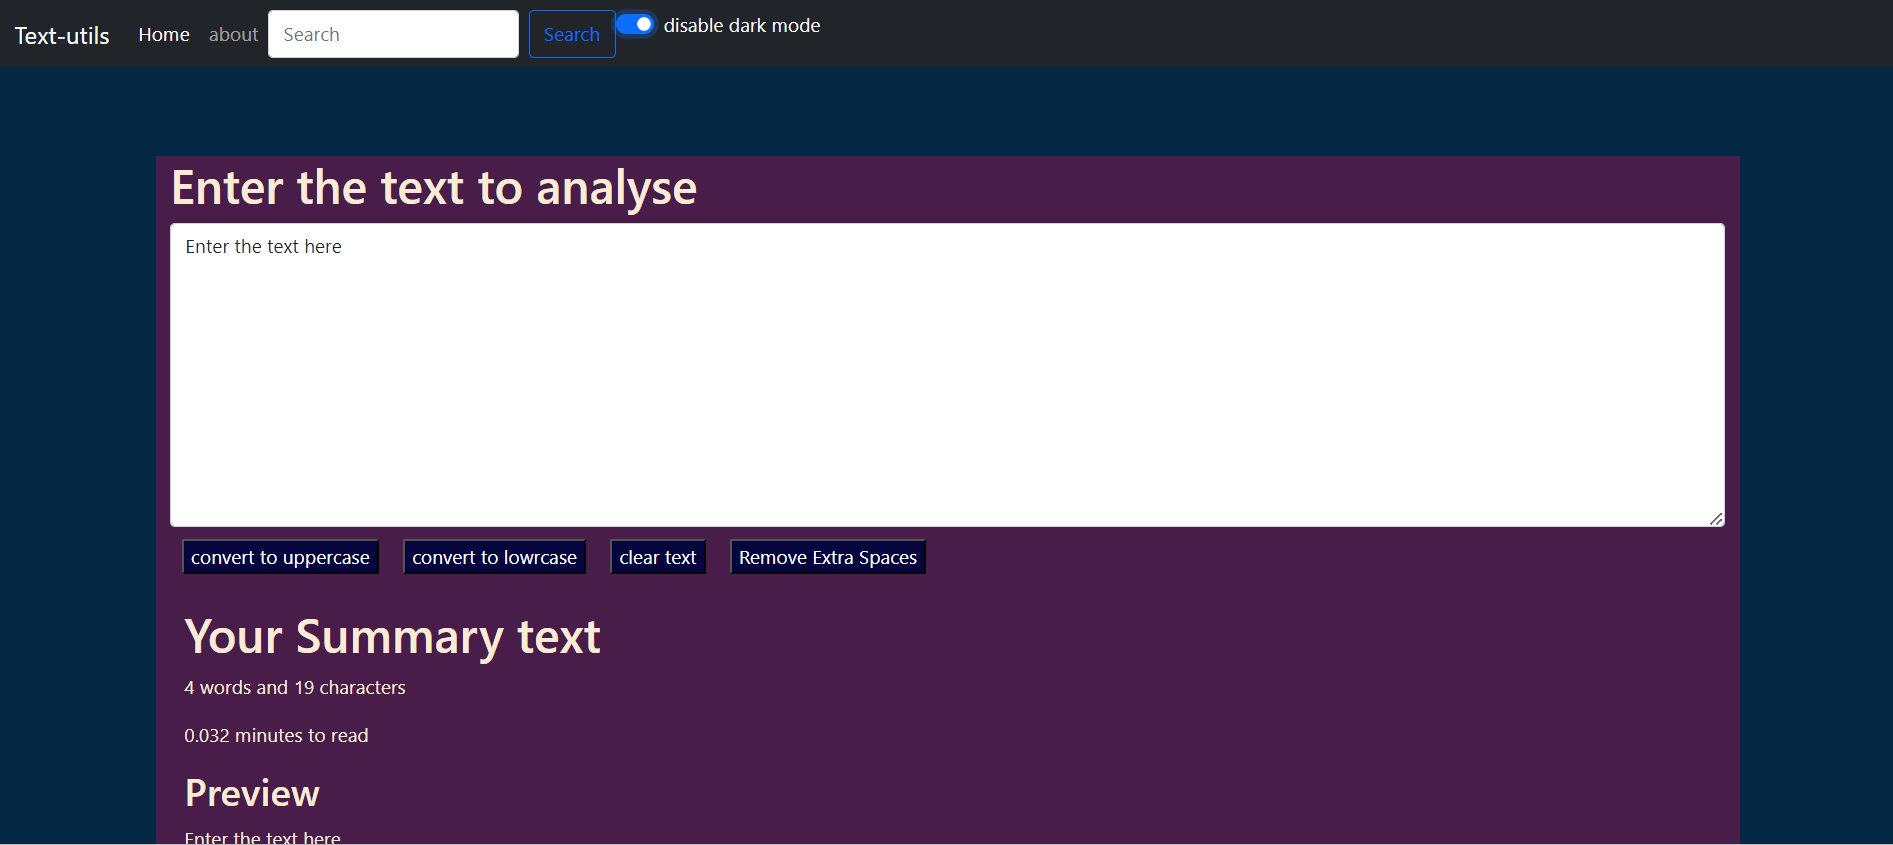 Text-utils Home about Search Search disable dark mode
Enter the text to analyse
Enter the text here
convert to uppercase convert to lowrcase clear text Remove Extra Spaces
Your Summary text
4 words and 19 characters
0.032 minutes to read
Preview
Enter the text here